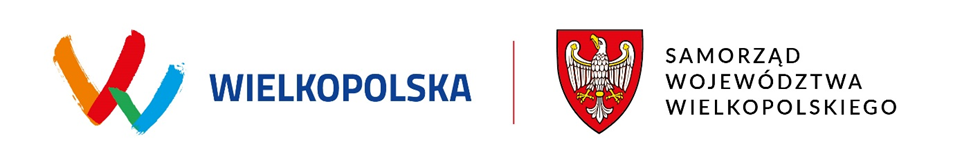 WIELKOPOLSKA
SAMORZĄD
WOJEWÓDZTWA
WIELKOPOLSKIEGO